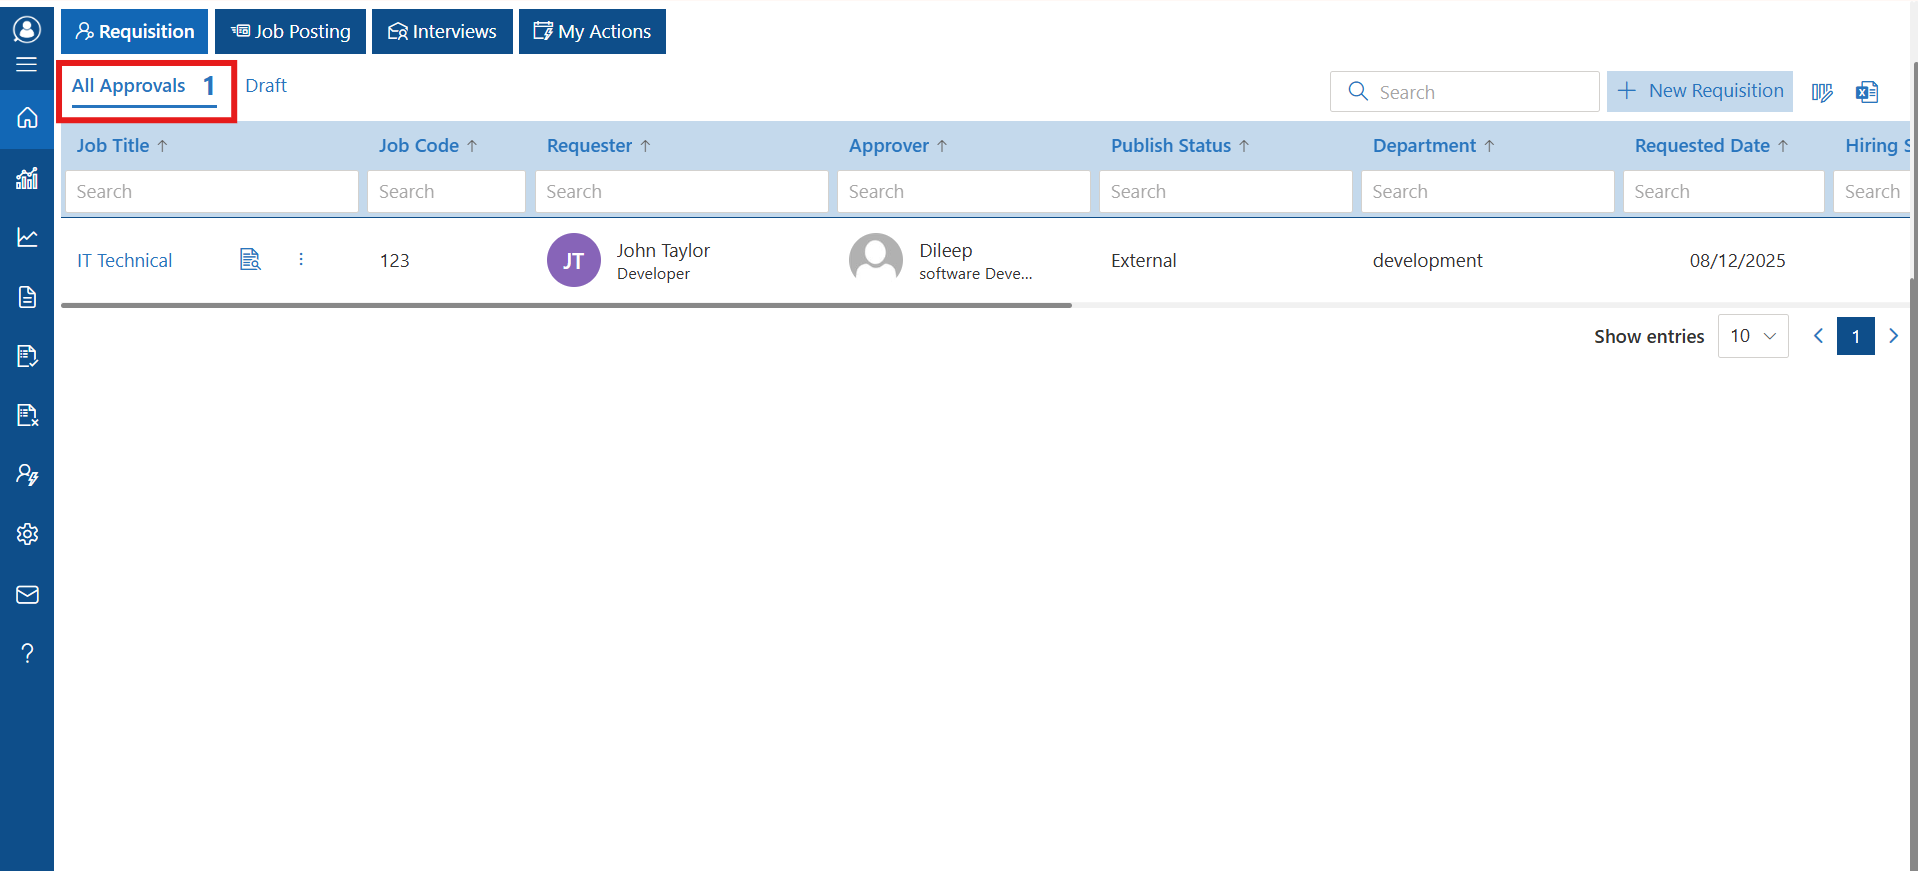 Requisition Job Posting Interviews My Actions
All Approvals 1 Draft
Search New Requisition
Job Title Job Code Requester Approver Publish Status Department Requested Date Hiring S
Search Search Search Search Search Search Search Search
IT Technical 123 JT John Taylor Dileep External development 08/12/2025
Developer software Deve...
Show entries 10 1